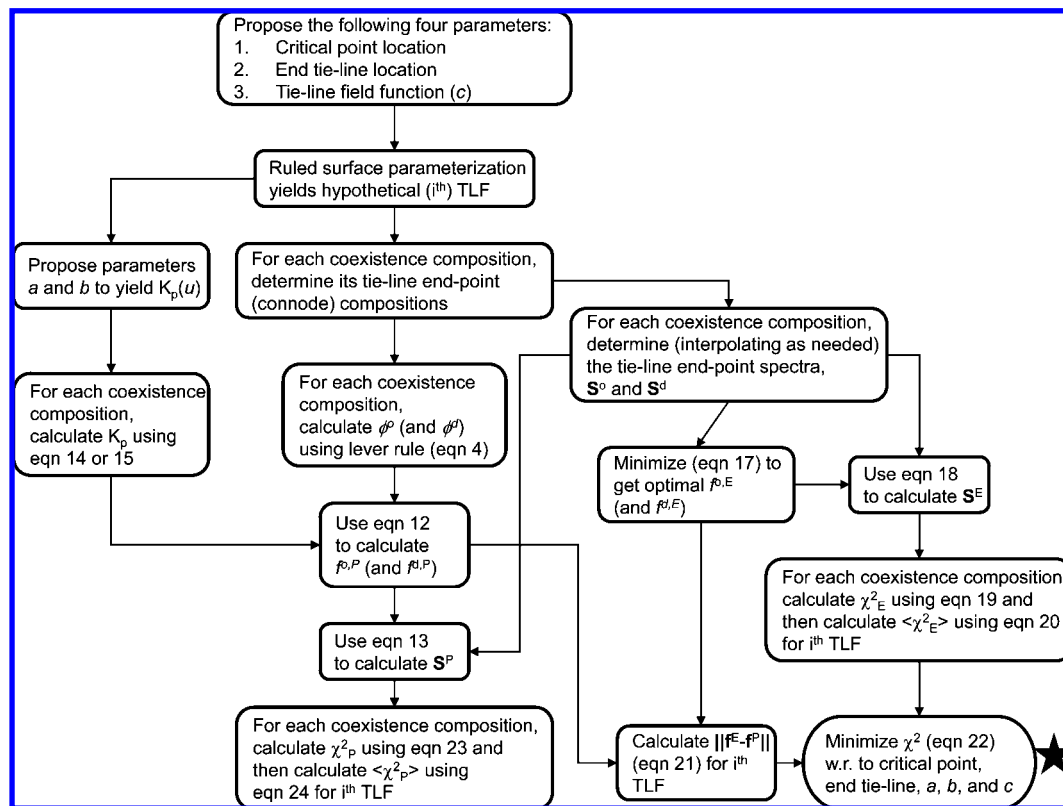 Propose the following four parameters:
1. Critical point location
2. End tie-line location
3. Tie-line field function (c)
Ruled surface parameterization
yields hypothetical (iᵗʰ) TLF
Propose parameters
a and b to yield Kₚ(u)
For each coexistence composition,
determine its tie-line end-point
(connode) compositions
For each coexistence composition,
determine (interpolating as needed)
the tie-line end-point spectra,
Sᵒ and Sᵈ
For each coexistence
composition,
calculate Kₚ using
eqn 14 or 15
For each coexistence
composition,
calculate ϕᵒ (and ϕᵈ)
using lever rule (eqn 4)
Minimize (eqn 17) to
get optimal fᵒ,ᴱ
(and fᵈ,ᴱ)
Use eqn 18
to calculate Sᴱ
Use eqn 12
to calculate
fᵒ,ᴾ (and fᵈ,ᴾ)
For each coexistence composition
calculate χ²_E using eqn 19 and
then calculate <χ²_E> using eqn 20
for iᵗʰ TLF
Use eqn 13
to calculate Sᴾ
For each coexistence composition,
calculate χ²_P using eqn 23 and
then calculate <χ²_P> using
eqn 24 for iᵗʰ TLF
Calculate ||fᴱ-fᴾ||
(eqn 21) for iᵗʰ
TLF
Minimize χ² (eqn 22)
w.r. to critical point,
end tie-line, a, b, and c